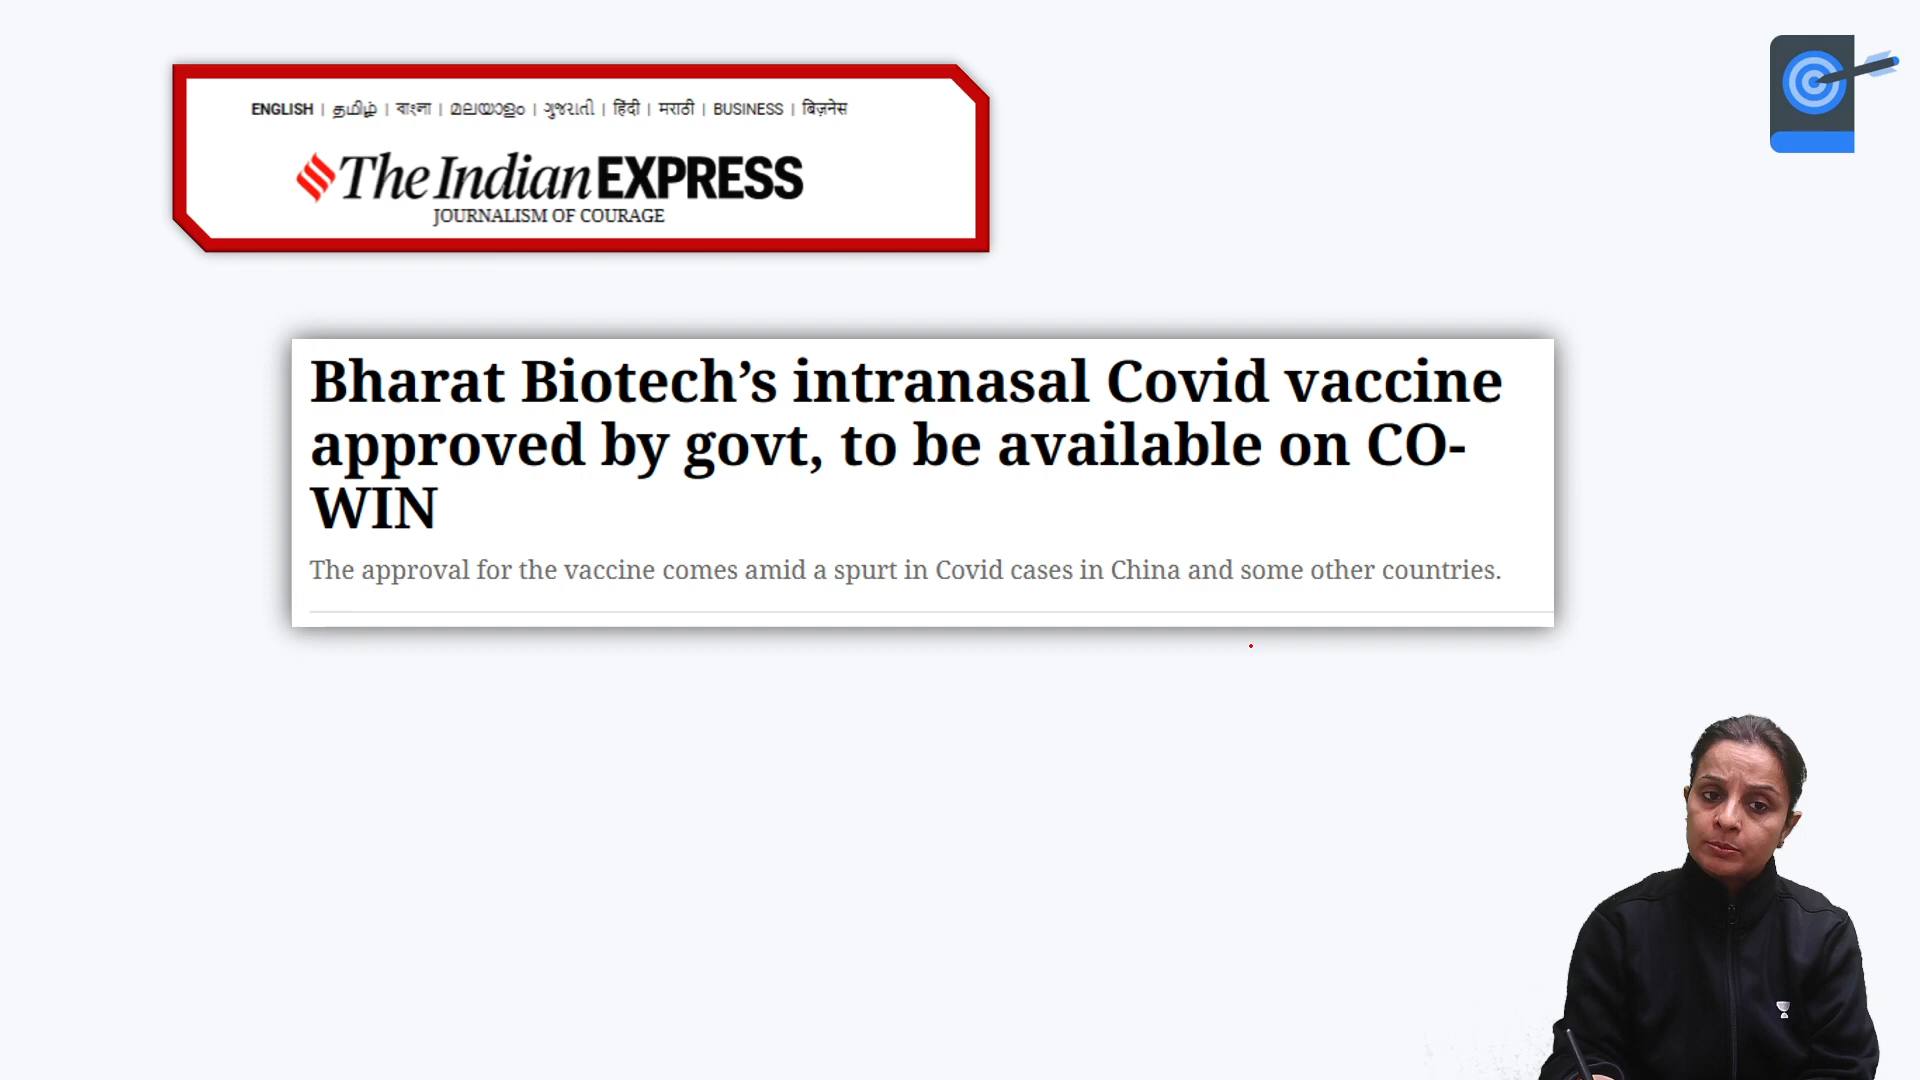 ENGLISH | தமிழ் | বাংলা | മലയാളം | ગુજરાતી | हिंदी | मराठी | BUSINESS | बिज़नेस
The Indian EXPRESS
JOURNALISM OF COURAGE
Bharat Biotech’s intranasal Covid vaccine
approved by govt, to be available on CO-
WIN
The approval for the vaccine comes amid a spurt in Covid cases in China and some other countries.